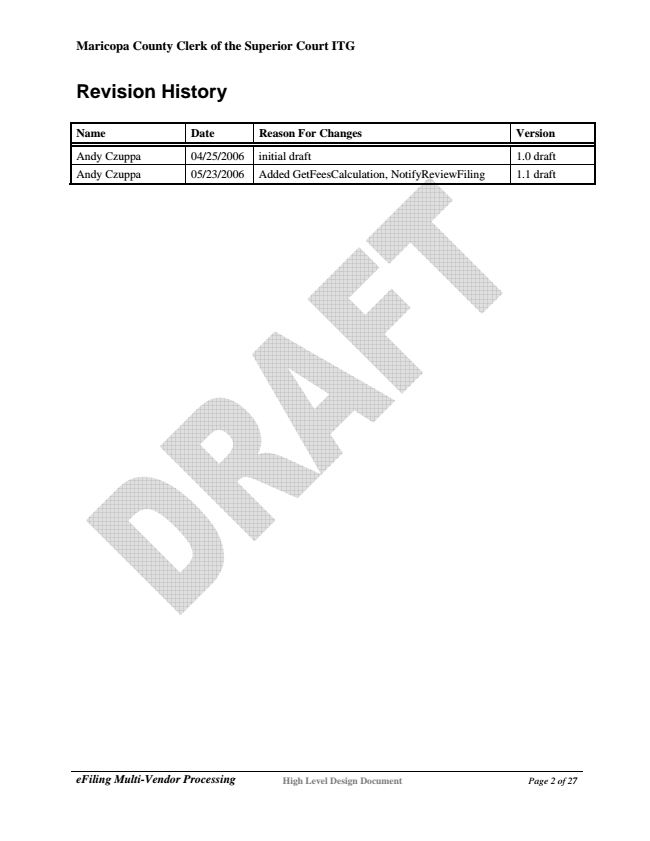 Maricopa County Clerk of the Superior Court ITG
Revision History
Name Date Reason For Changes Version
Andy Czuppa 04/25/2006 initial draft 1.0 draft
Andy Czuppa 05/23/2006 Added GetFeesCalculation, NotifyReviewFiling 1.1 draft
DRAFT
eFiling Multi-Vendor Processing High Level Design Document Page 2 of 27